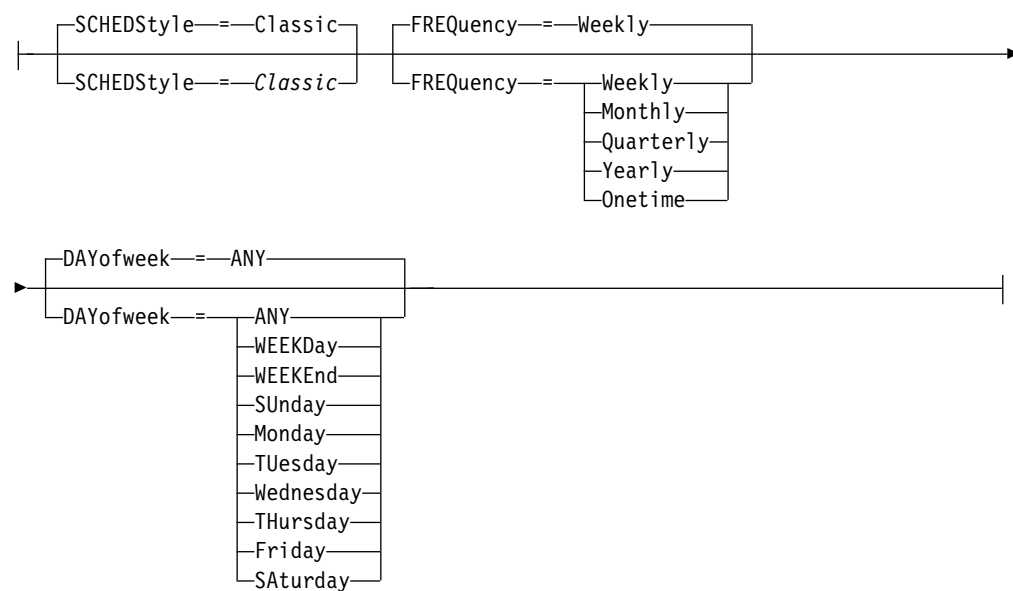 SCHEDStyle = Classic FREQuency = Weekly
SCHEDStyle = Classic FREQuency = Weekly
Monthly
Quarterly
Yearly
Onetime
DAYofweek = ANY
DAYofweek = ANY
WEEKDay
WEEKEnd
SUnday
Monday
TUesday
Wednesday
THursday
Friday
SAturday